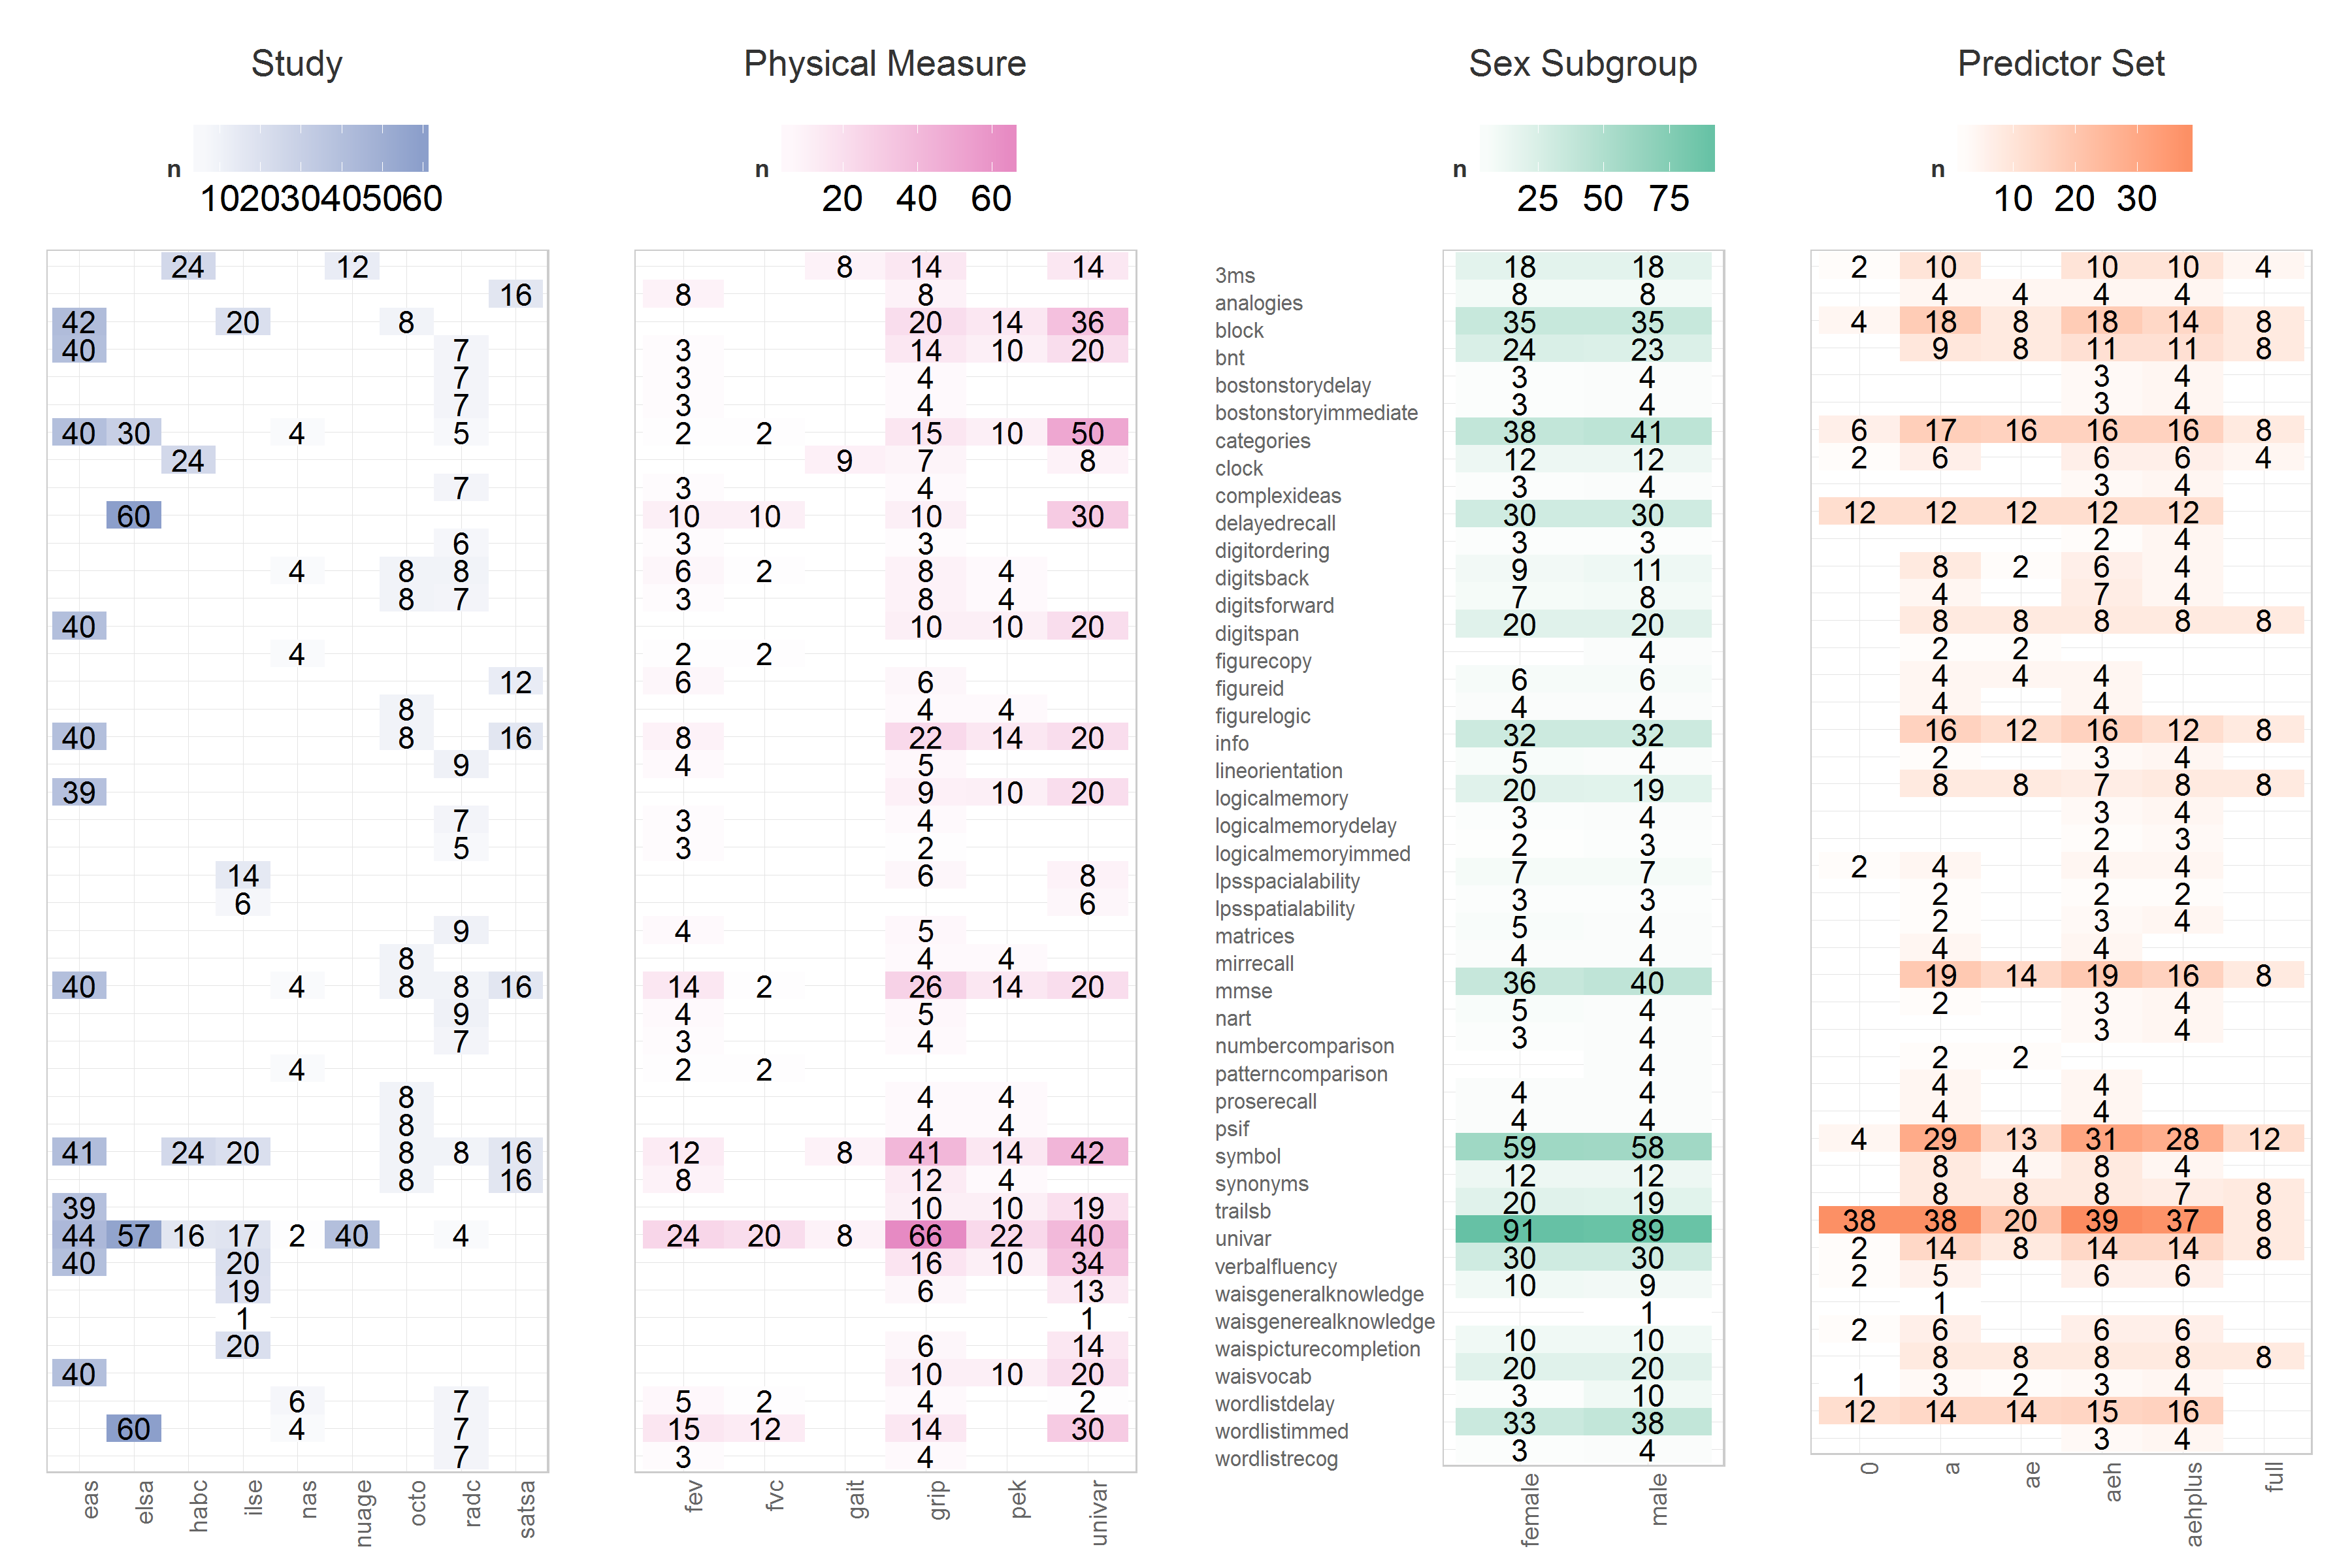 Study Physical Measure Sex Subgroup Predictor Set
n 10 20 30 40 50 60 n 20 40 60 n 25 50 75 n 10 20 30
24 12 8 14 14 3ms 18 18 2 10 10 10 4
16 8 8 analogies 8 8 4 4 4 4
42 20 8 20 14 36 block 35 35 4 18 8 18 14 8
40 7 3 14 10 20 bnt 24 23 9 8 11 11 8
7 3 4 bostonstorydelay 3 4 3 4
7 3 4 bostonstoryimmediate 3 4 3 4
40 30 4 5 2 2 15 10 50 categories 38 41 6 17 16 16 16 8
24 9 7 8 clock 12 12 2 6 6 6 4
7 3 4 complexideas 3 4 3 4
60 10 10 10 30 delayedrecall 30 30 12 12 12 12 12
6 3 3 digitordering 3 3 2 4
4 8 8 6 2 8 4 digitsback 9 11 8 2 6 4
8 7 3 8 4 digitsforward 7 8 4 7 4
40 10 10 20 digitspan 20 20 8 8 8 8 8
4 2 2 figurecopy 4 2 2
12 6 6 figureid 6 6 4 4 4
8 4 4 figurelogic 4 4 4 4
40 8 16 8 22 14 20 info 32 32 16 12 16 12 8
9 4 5 lineorientation 5 4 2 3 4
39 9 10 20 logicalmemory 20 19 8 8 7 8 8
7 3 4 logicalmemorydelay 3 4 3 4
5 3 2 logicalmemoryimmed 2 3 2 3
14 6 8 lpsspacialability 7 7 2 4 4 4
6 6 lpsspatialability 3 3 2 2 2
9 4 5 matrices 5 4 2 3 4
8 4 4 mirrecall 4 4 4 4
40 4 8 8 16 14 2 26 14 20 mmse 36 40 19 14 19 16 8
9 4 5 nart 5 4 2 3 4
7 3 4 numbercomparison 3 4 3 4
4 2 2 patterncomparison 4 2 2
8 4 4 proserecall 4 4 4 4
8 4 4 psif 4 4 4 4
41 24 20 8 8 16 12 8 41 14 42 symbol 59 58 4 29 13 31 28 12
8 16 8 12 4 synonyms 12 12 8 4 8 4
39 10 10 19 trailsb 20 19 8 8 8 7 8
44 57 16 17 2 40 4 24 20 8 66 22 40 univar 91 89 38 38 20 39 37 8
40 20 16 10 34 verbalfluency 30 30 2 14 8 14 14 8
19 6 13 waisgeneralknowledge 10 9 2 5 6 6
1 1 waisgenerealknowledge 1 1
20 6 14 waispicturecompletion 10 10 2 6 6 6
40 10 10 20 waisvocab 20 20 8 8 8 8 8
6 7 5 2 4 2 wordlistdelay 3 10 1 3 2 3 4
60 4 7 15 12 14 30 wordlistimmed 33 38 12 14 14 15 16
7 3 4 wordlistrecog 3 4 3 4
eas elsa habc ilse nas nuage octo radc satsa fev fvc gait grip pek univar female male 0 a ae aeh aehplus full